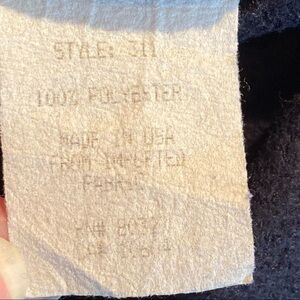 STYLE: 311
100% POLYESTER
MADE IN USA
FROM IMPORTED
FABRIC
RN#